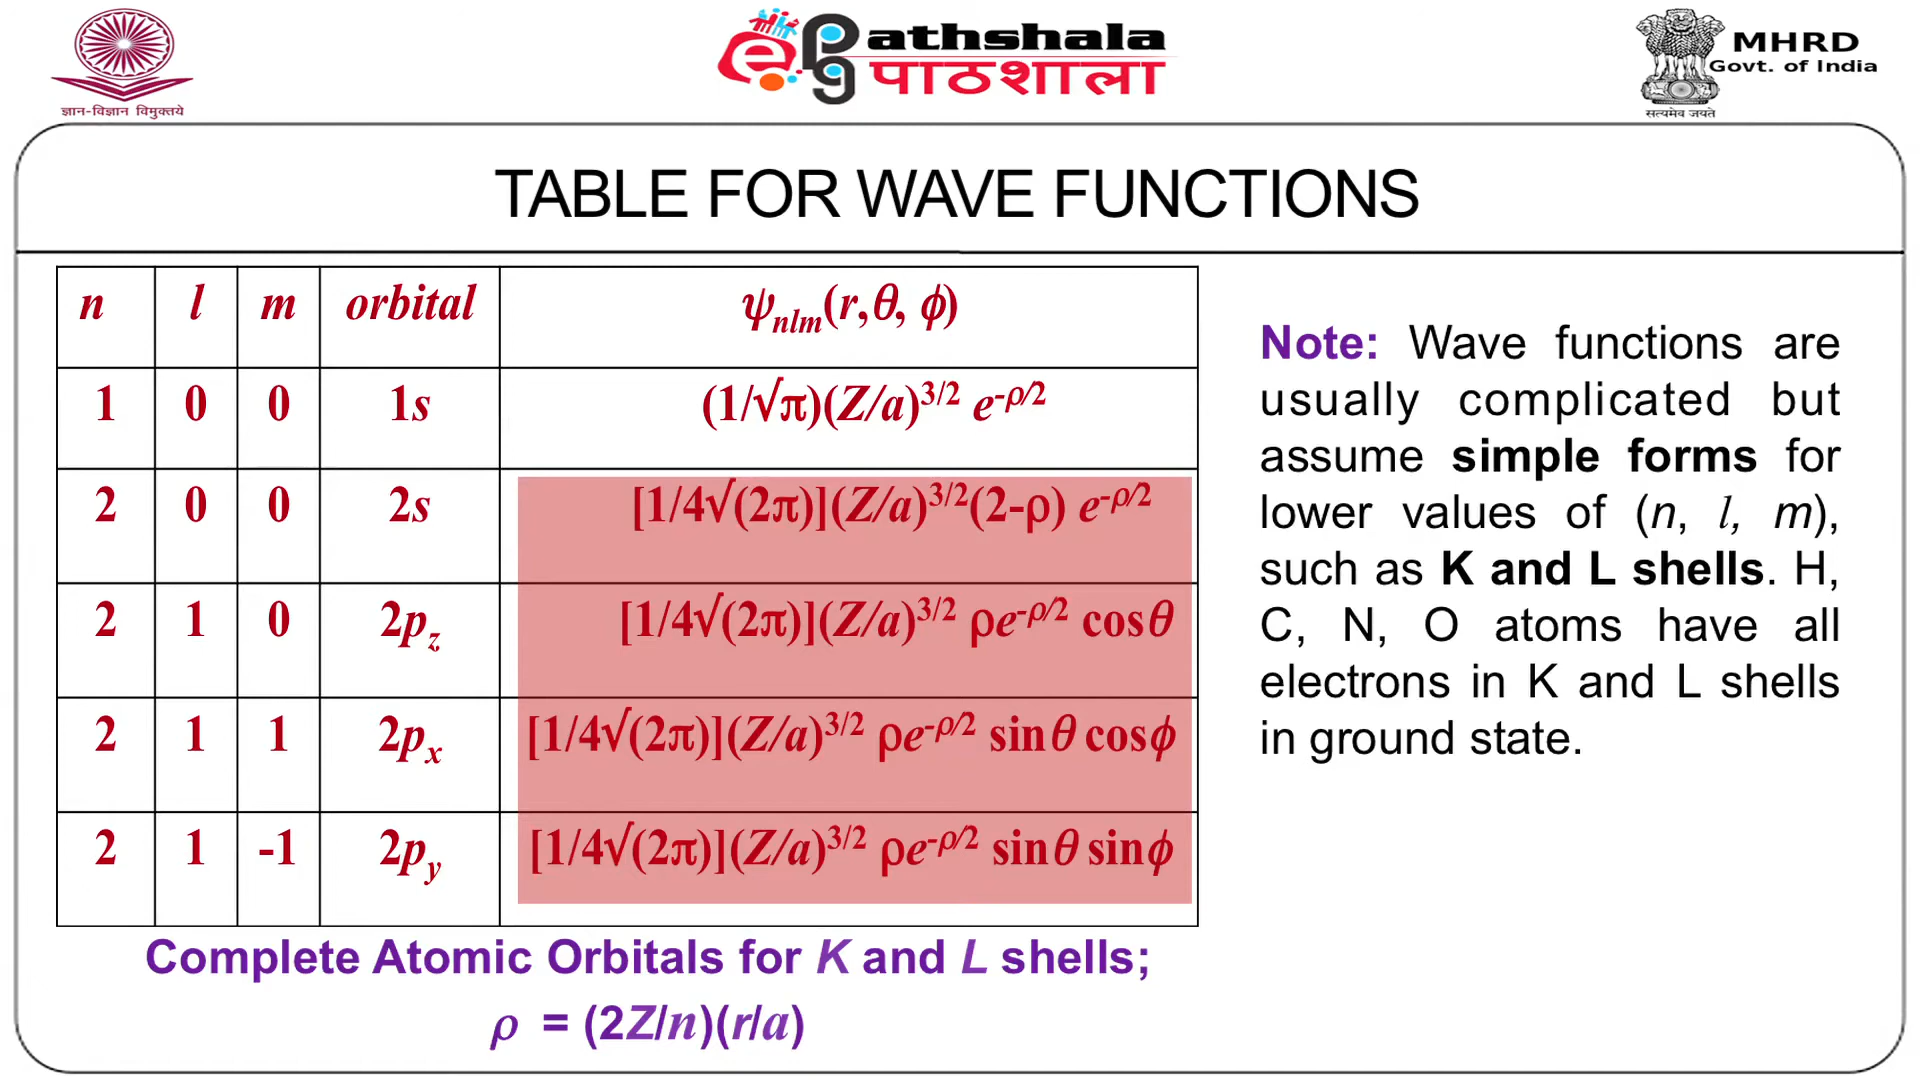 ज्ञान-विज्ञान विमुक्तये
epg athshala
पाठशाला
MHRD
Govt. of India
सत्यमेव जयते
TABLE FOR WAVE FUNCTIONS
n l m orbital ψnlm(r,θ, ϕ)
1 0 0 1s (1/√π)(Z/a)^3/2 e^-ρ/2
2 0 0 2s [1/4√(2π)](Z/a)^3/2(2-ρ) e^-ρ/2
2 1 0 2pz [1/4√(2π)](Z/a)^3/2 ρe^-ρ/2 cosθ
2 1 1 2px [1/4√(2π)](Z/a)^3/2 ρe^-ρ/2 sinθ cosϕ
2 1 -1 2py [1/4√(2π)](Z/a)^3/2 ρe^-ρ/2 sinθ sinϕ
Complete Atomic Orbitals for K and L shells;
ρ = (2Z/n)(r/a)
Note: Wave functions are
usually complicated but
assume simple forms for
lower values of (n, l, m),
such as K and L shells. H,
C, N, O atoms have all
electrons in K and L shells
in ground state.